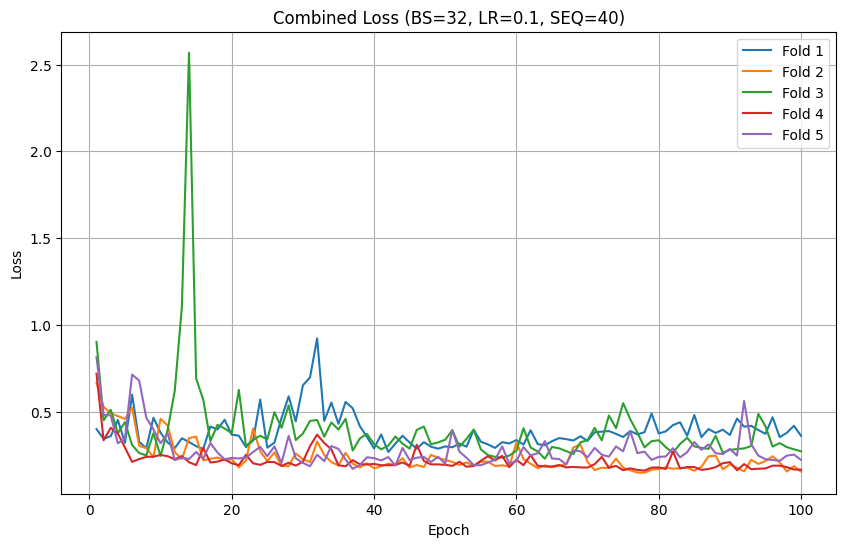 Combined Loss (BS=32, LR=0.1, SEQ=40)
Fold 1
Fold 2
Fold 3
Fold 4
Fold 5
2.5
2.0
1.5
1.0
0.5
Loss
0
20
40
60
80
100
Epoch